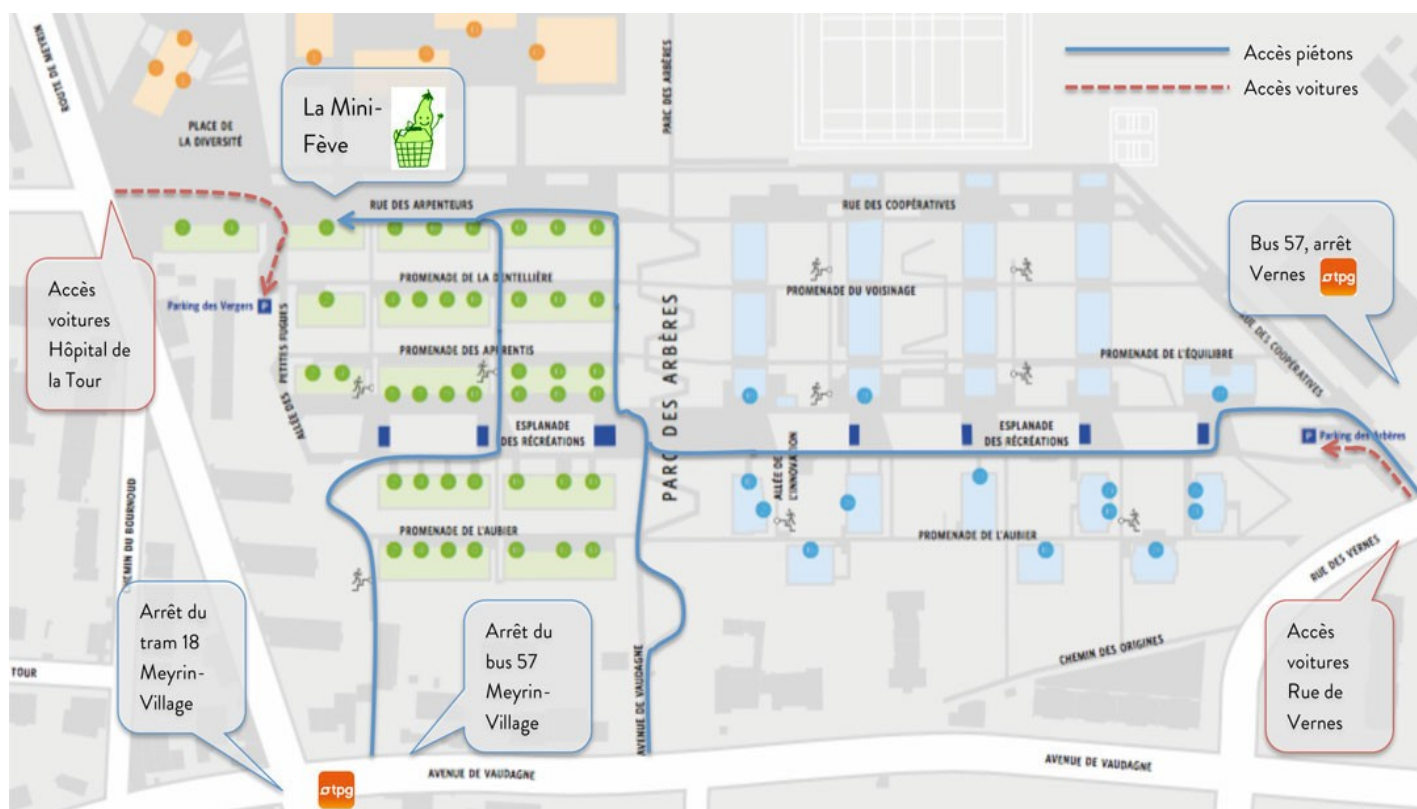 Accès piétons
Accès voitures
ROUTE DE MEYRIN
PLACE DE
LA DIVERSITÉ
La Mini-
Fève
PARC DES ARBÈRES
RUE DES ARPENTEURS
RUE DES COOPÉRATIVES
Bus 57, arrêt
Vernes
tpg
Accès
voitures
Hôpital de
la Tour
Parking des Vergers
P
ALLÉE DES PETITES FUGUES
PROMENADE DE LA DENTELLIÈRE
PROMENADE DU VOISINAGE
PROMENADE DES APPRENTIS
PARC DES ARBÈRES
PROMENADE DE L'ÉQUILIBRE
RUE DES COOPÉRATIVES
ESPLANADE
DES RÉCRÉATIONS
ALLÉE DE
L'INNOVATION
ESPLANADE
DES RÉCRÉATIONS
P
Parking des Arbères
CHEMIN DU BOURNOUD
PROMENADE DE L'AUBIER
PROMENADE DE L'AUBIER
RUE DES VERNES
Arrêt du
tram 18
Meyrin-
Village
Arrêt du
bus 57
Meyrin-
Village
AVENUE DE VAUDAGNE
CHEMIN DES ORIGINES
Accès
voitures
Rue de
Vernes
TOUR
tpg
AVENUE DE VAUDAGNE
AVENUE DE VAUDAGNE